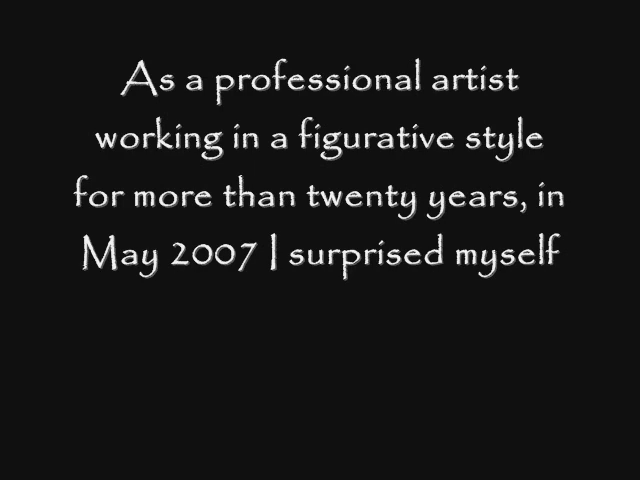 As a professional artist
working in a figurative style
for more than twenty years, in
May 2007 I surprised myself